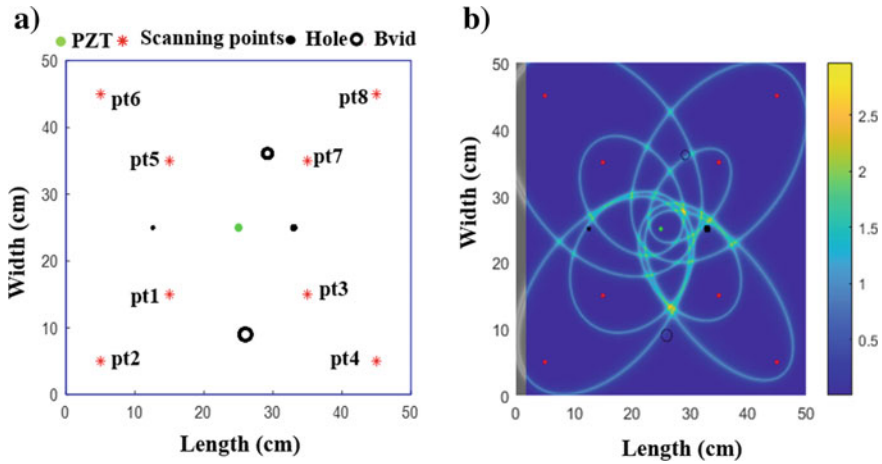 a)
PZT Scanning points Hole Bvid
50
40
30
20
10
0
Width (cm)
pt6
pt8
pt5
pt7
pt1
pt3
pt2
pt4
0 10 20 30 40 50
Length (cm)
b)
50
40
30
20
10
0
Width (cm)
0 10 20 30 40 50
Length (cm)
2.5
2
1.5
1
0.5